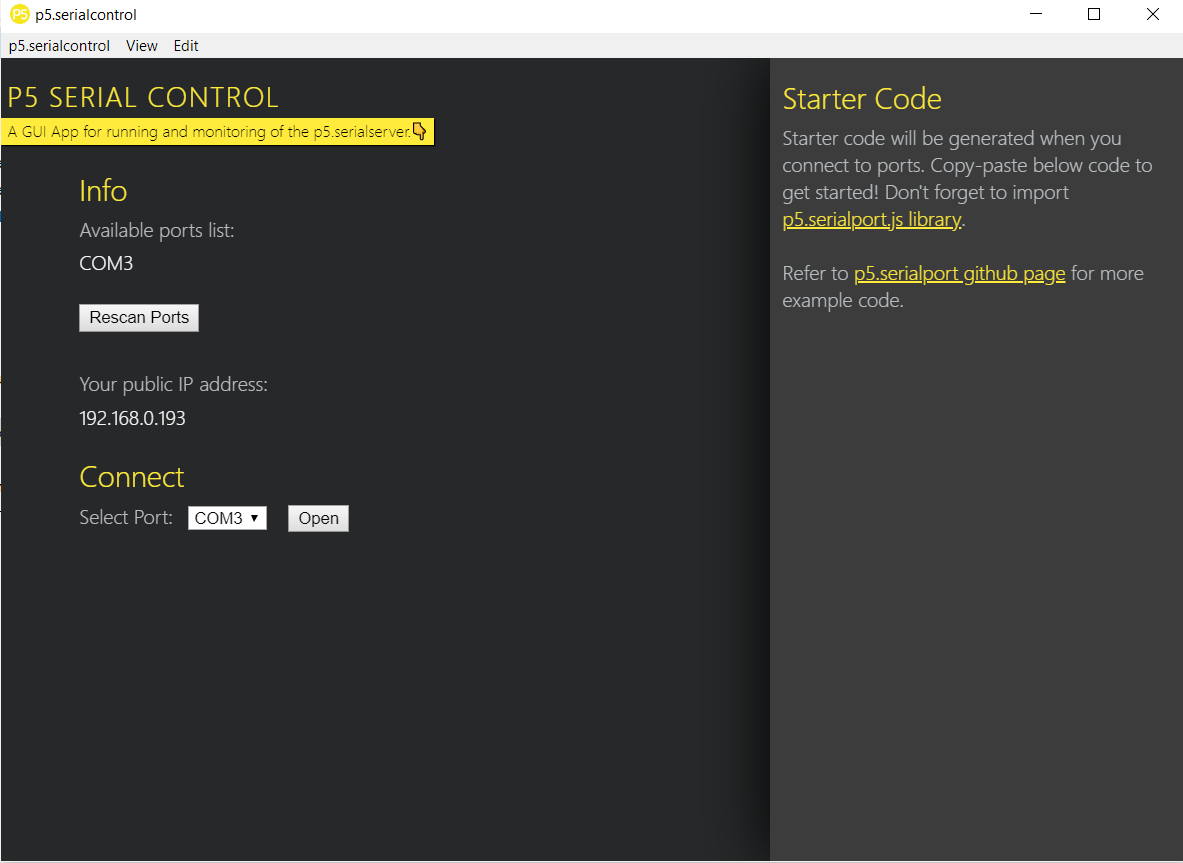 P5 p5.serialcontrol
p5.serialcontrol View Edit
P5 SERIAL CONTROL
A GUI App for running and monitoring of the p5.serialserver.
Info
Available ports list:
COM3
Rescan Ports
Your public IP address:
192.168.0.193
Connect
Select Port: COM3 Open
Starter Code
Starter code will be generated when you
connect to ports. Copy-paste below code to
get started! Don't forget to import
p5.serialport.js library.
Refer to p5.serialport github page for more
example code.